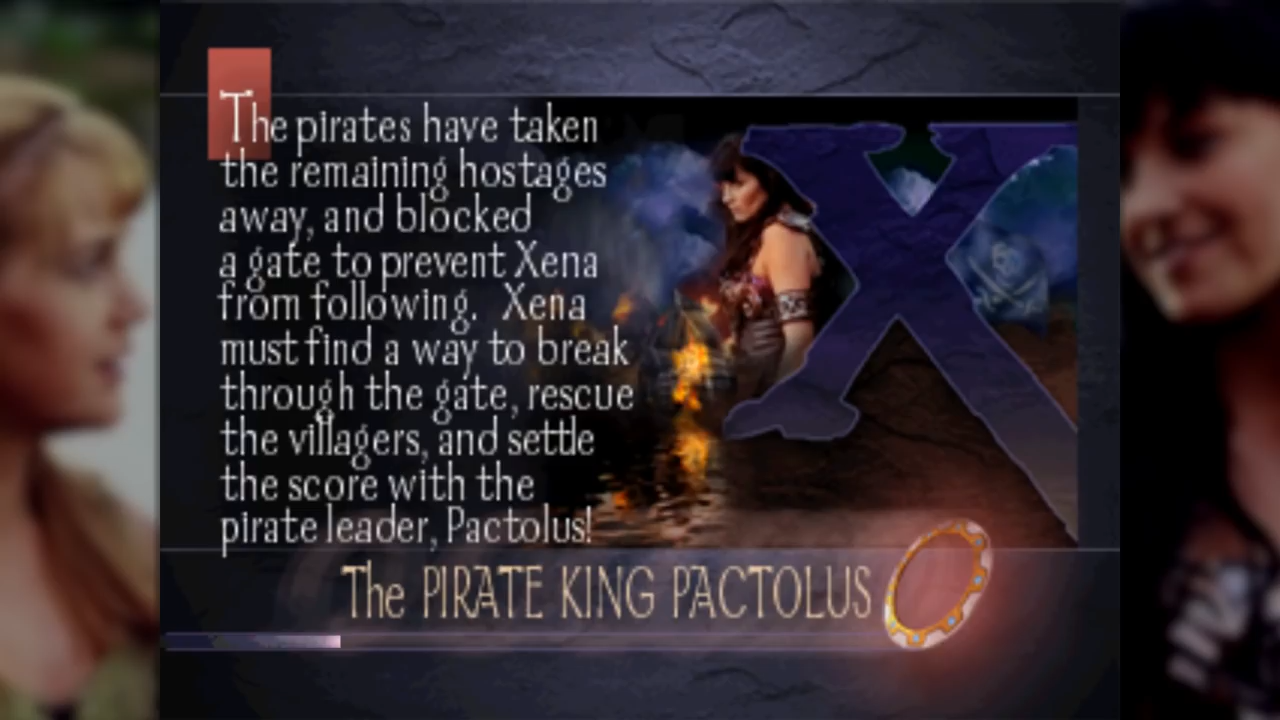 The pirates have taken
the remaining hostages
away, and blocked
a gate to prevent Xena
from following.  Xena
must find a way to break
through the gate, rescue
the villagers, and settle
the score with the
pirate leader, Pactolus!
X
The PIRATE KING PACTOLUS